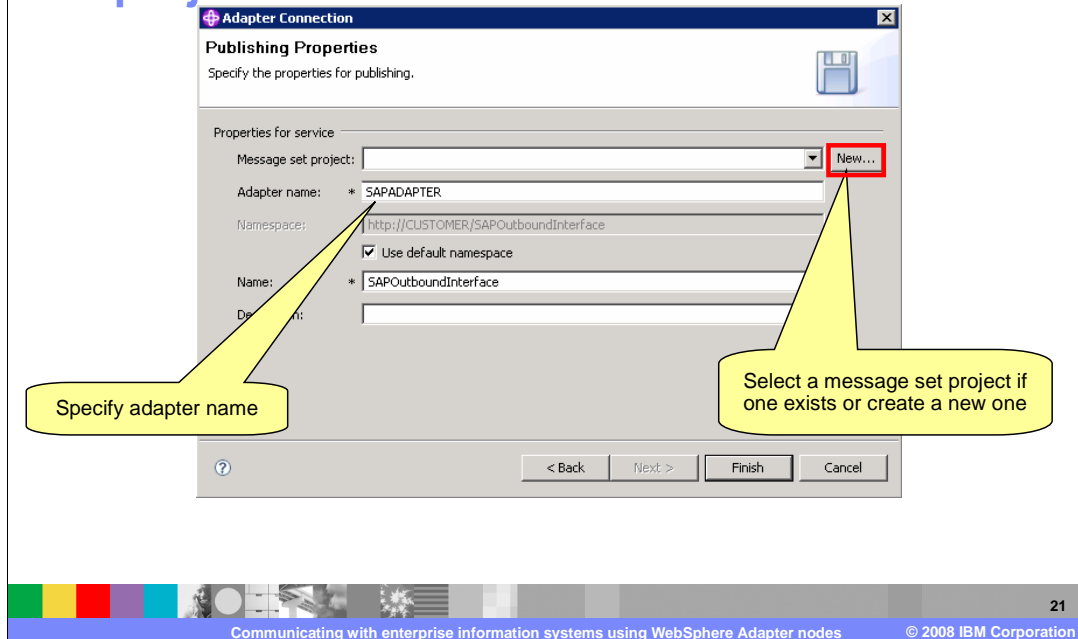 Adapter Connection
Publishing Properties
Specify the properties for publishing.
Properties for service
Message set project:
New...
Adapter name: * SAPADAPTER
Namespace: http://CUSTOMER/SAPOutboundInterface
Use default namespace
Name: * SAPOutboundInterface
Specify adapter name
Select a message set project if
one exists or create a new one
< Back Next > Finish Cancel
21
Communicating with enterprise information systems using WebSphere Adapter nodes © 2008 IBM Corporation